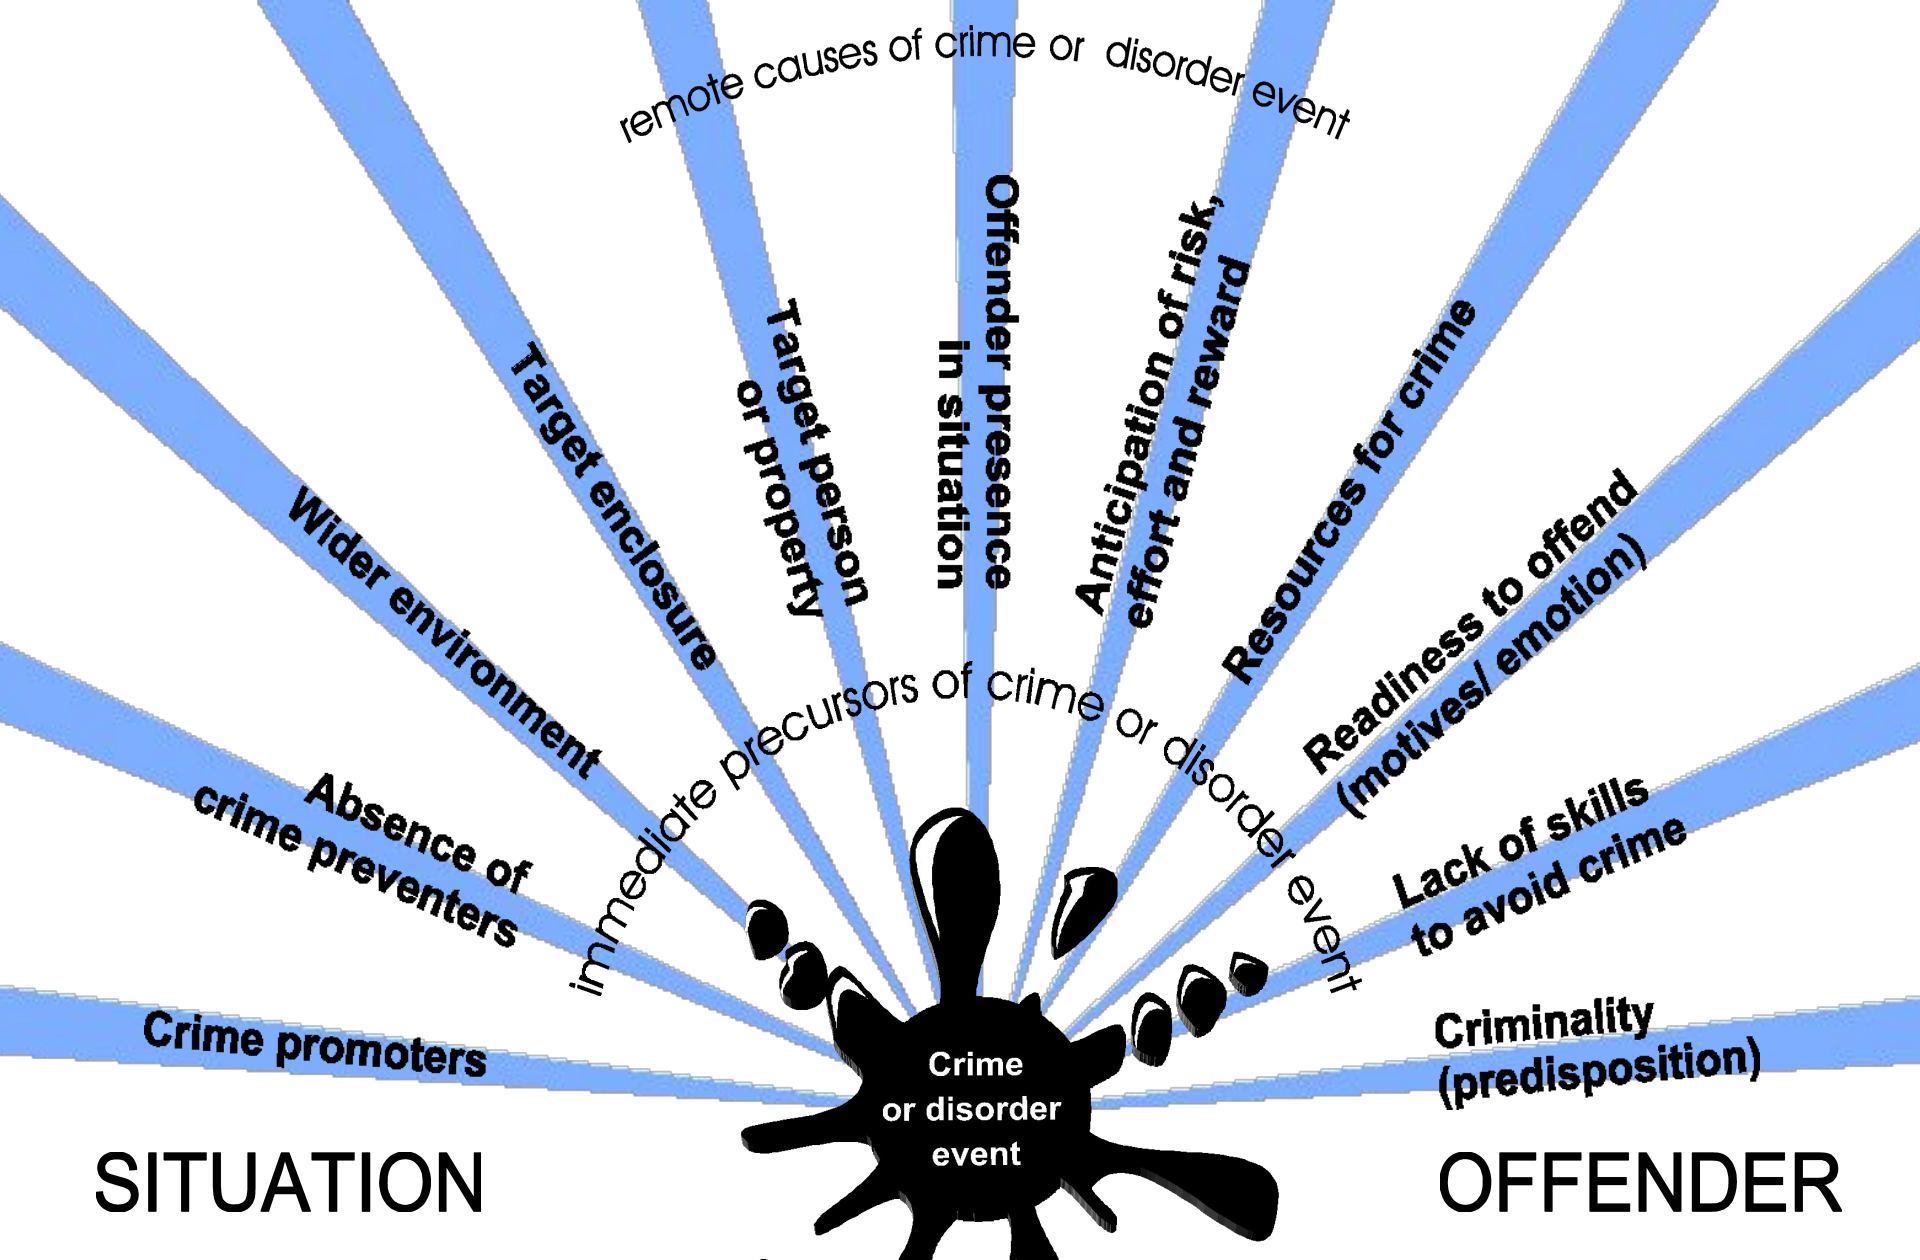 remote causes of crime or disorder event
Crime promoters
Absence of
crime preventers
Wider environment
Target enclosure
Target person
or property
Offender presence
in situation
Anticipation of risk,
effort and reward
Resources for crime
Readiness to offend
(motives/ emotion)
Lack of skills
to avoid crime
Criminality
(predisposition)
immediate precursors of crime or disorder event
Crime
or disorder
event
SITUATION
OFFENDER